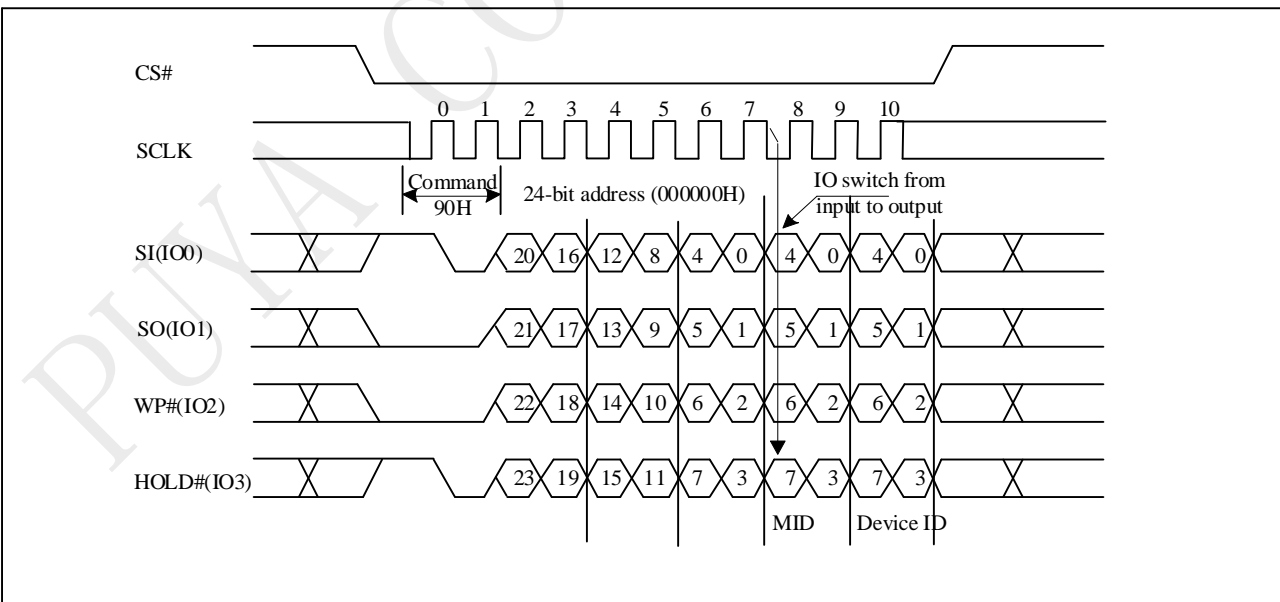 PUYA CO
CS#
0 1 2 3 4 5 6 7 8 9 10
SCLK
Command
90H
24-bit address (000000H)
IO switch from
input to output
SI(IO0)
20 16 12 8 4 0 4 0 4 0
SO(IO1)
21 17 13 9 5 1 5 1 5 1
WP#(IO2)
22 18 14 10 6 2 6 2 6 2
HOLD#(IO3)
23 19 15 11 7 3 7 3 7 3
MID
Device ID